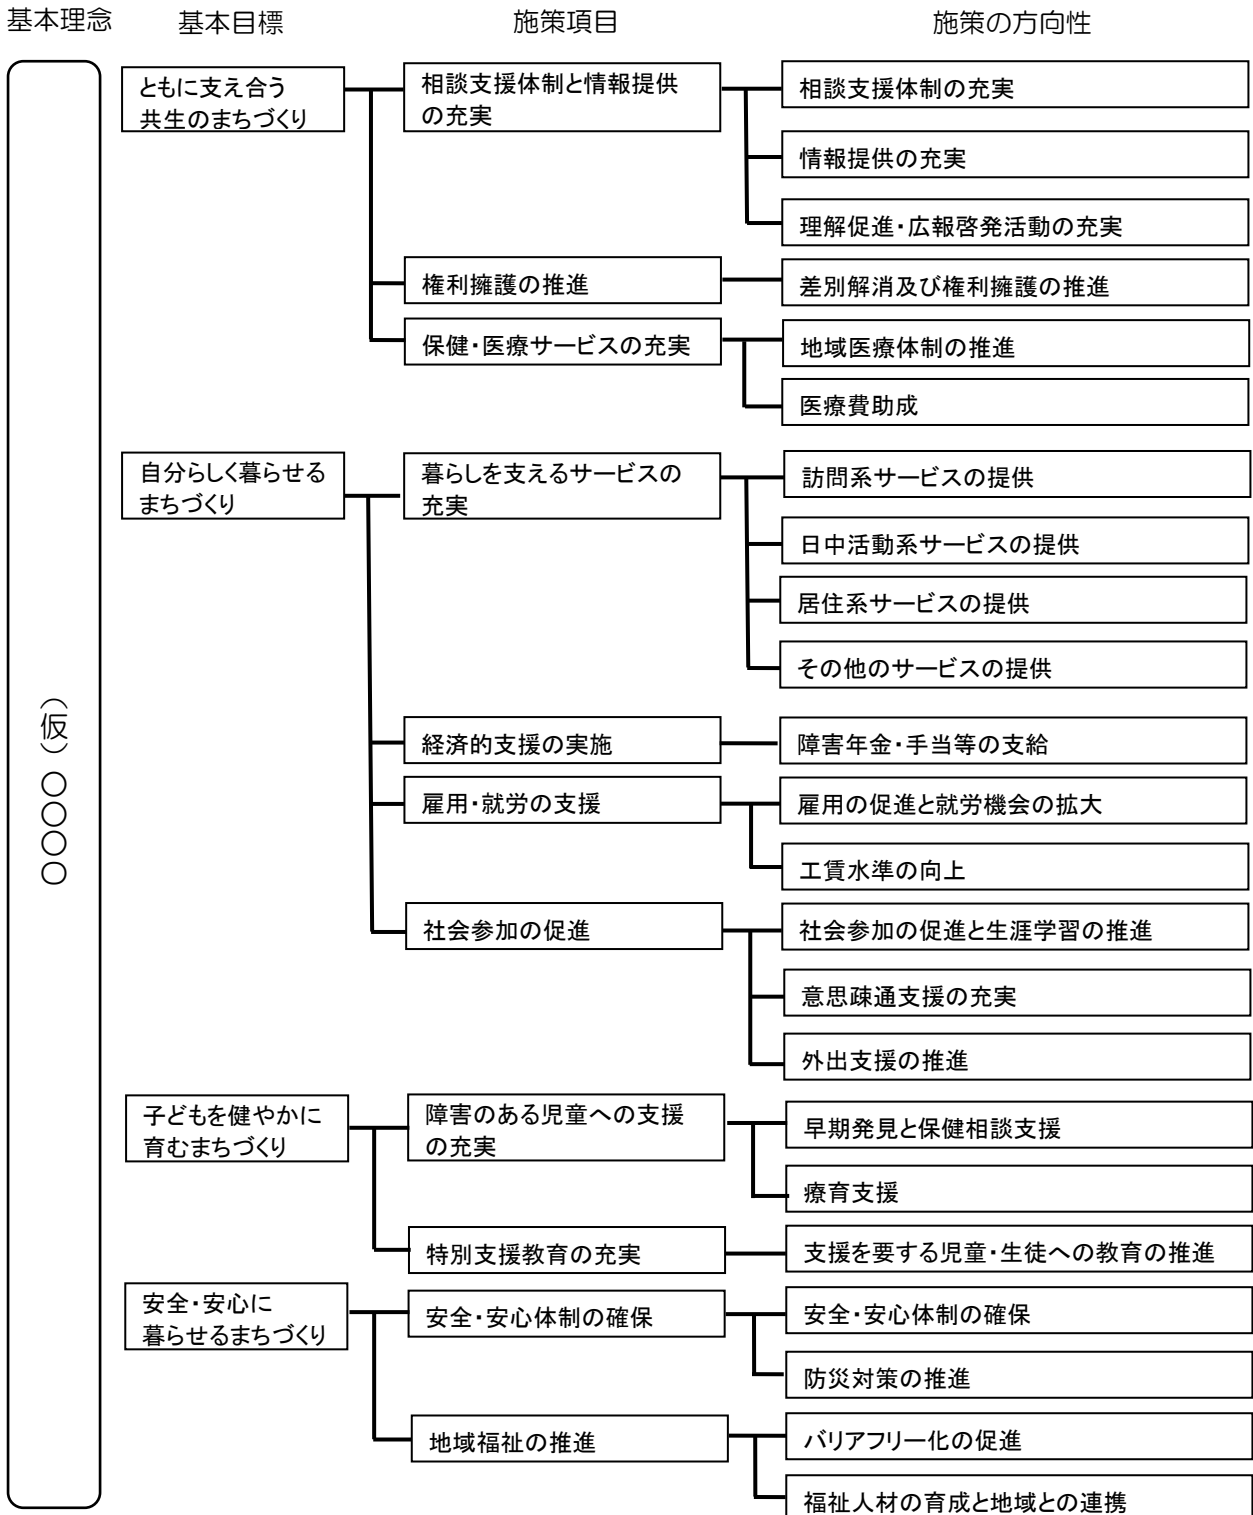 基本理念
基本目標
施策項目
施策の方向性
(仮)〇〇〇〇
ともに支え合う
共生のまちづくり
相談支援体制と情報提供
の充実
相談支援体制の充実
情報提供の充実
理解促進・広報啓発活動の充実
権利擁護の推進
差別解消及び権利擁護の推進
保健・医療サービスの充実
地域医療体制の推進
医療費助成
自分らしく暮らせる
まちづくり
暮らしを支えるサービスの
充実
訪問系サービスの提供
日中活動系サービスの提供
居住系サービスの提供
その他のサービスの提供
経済的支援の実施
障害年金・手当等の支給
雇用・就労の支援
雇用の促進と就労機会の拡大
工賃水準の向上
社会参加の促進
社会参加の促進と生涯学習の推進
意思疎通支援の充実
外出支援の推進
子どもを健やかに
育むまちづくり
障害のある児童への支援
の充実
早期発見と保健相談支援
療育支援
特別支援教育の充実
支援を要する児童・生徒への教育の推進
安全・安心に
暮らせるまちづくり
安全・安心体制の確保
安全・安心体制の確保
防災対策の推進
地域福祉の推進
バリアフリー化の促進
福祉人材の育成と地域との連携